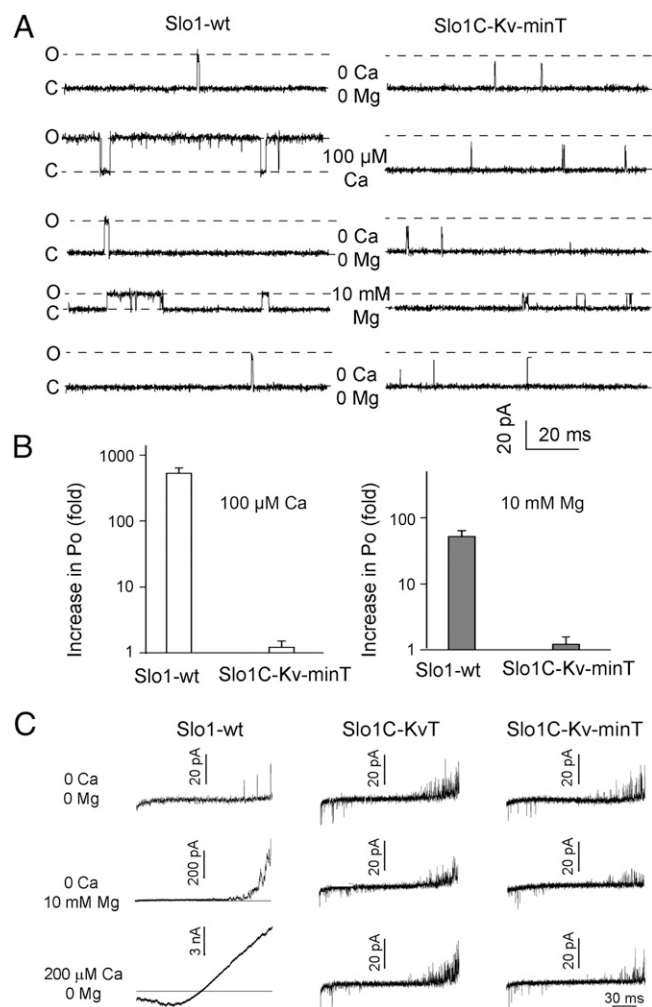 A
Slo1-wt
Slo1C-Kv-minT
O
C
0 Ca
0 Mg
O
C
100 µM
Ca
O
C
0 Ca
0 Mg
O
C
10 mM
Mg
O
C
0 Ca
0 Mg
20 pA
20 ms
B
Increase in Po (fold)
1000
100
10
1
100 µM Ca
Slo1-wt
Slo1C-Kv-minT
Increase in Po (fold)
100
10
1
10 mM Mg
Slo1-wt
Slo1C-Kv-minT
C
Slo1-wt
Slo1C-KvT
Slo1C-Kv-minT
0 Ca
0 Mg
20 pA
20 pA
20 pA
0 Ca
10 mM Mg
200 pA
20 pA
20 pA
200 µM Ca
0 Mg
3 nA
20 pA
20 pA
30 ms